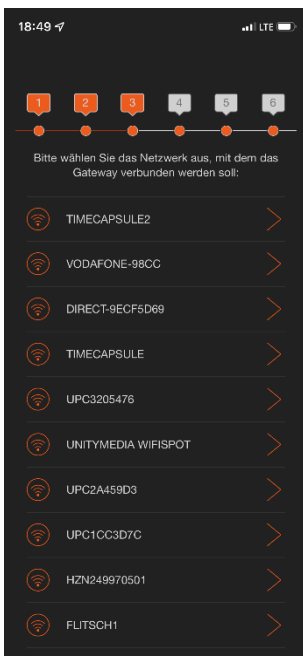 18:49 LTE
1 2 3 4 5 6
Bitte wählen Sie das Netzwerk aus, mit dem das
Gateway verbunden werden soll:
TIMECAPSULE2
VODAFONE-98CC
DIRECT-9ECF5D69
TIMECAPSULE
UPC3205476
UNITYMEDIA WIFISPOT
UPC2A459D3
UPC1CC3D7C
HZN249970501
FLITSCH1